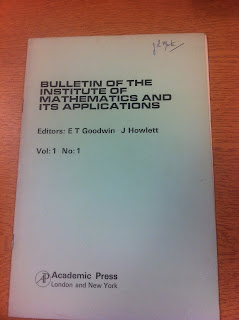 BULLETIN OF THE
INSTITUTE OF
MATHEMATICS AND
ITS APPLICATIONS
Editors: E T Goodwin J Howlett
Vol: 1 No: 1
Academic Press
London and New York